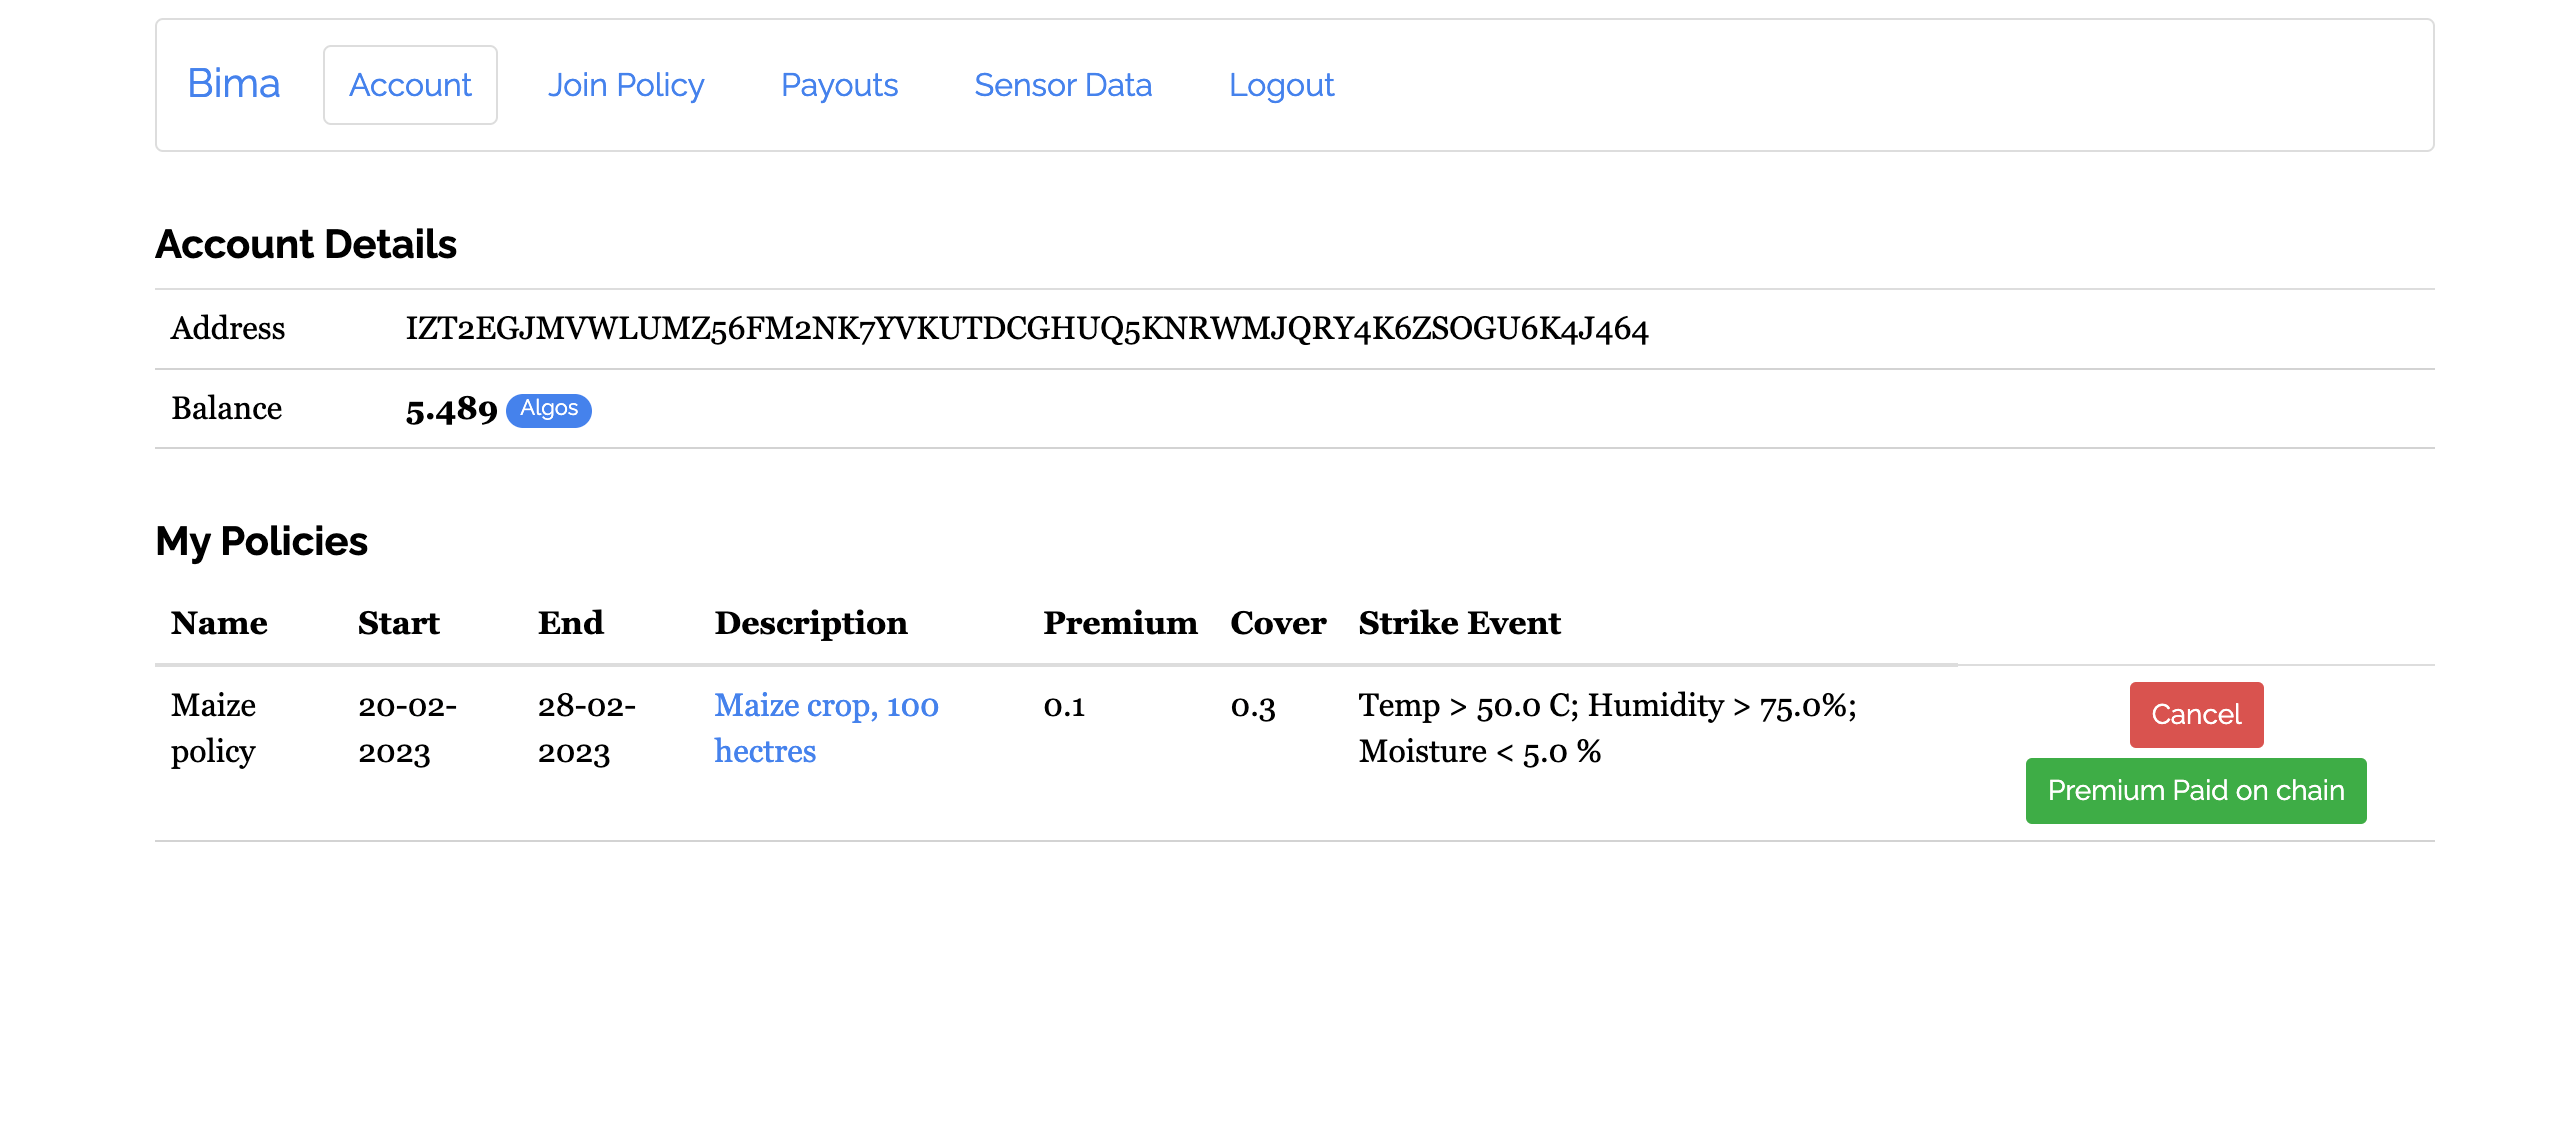 Bima Account Join Policy Payouts Sensor Data Logout
Account Details
Address IZT2EGJMVWLUMZ56FM2NK7YVKUTDCGHUQ5KNRWMJQRY4K6ZSOGU6K4J464
Balance 5.489 Algos
My Policies
Name Start End Description Premium Cover Strike Event
Maize 20-02- 28-02- Maize crop, 100 0.1 0.3 Temp > 50.0 C; Humidity > 75.0%; Cancel
policy 2023 2023 hectres Moisture < 5.0 %
Premium Paid on chain